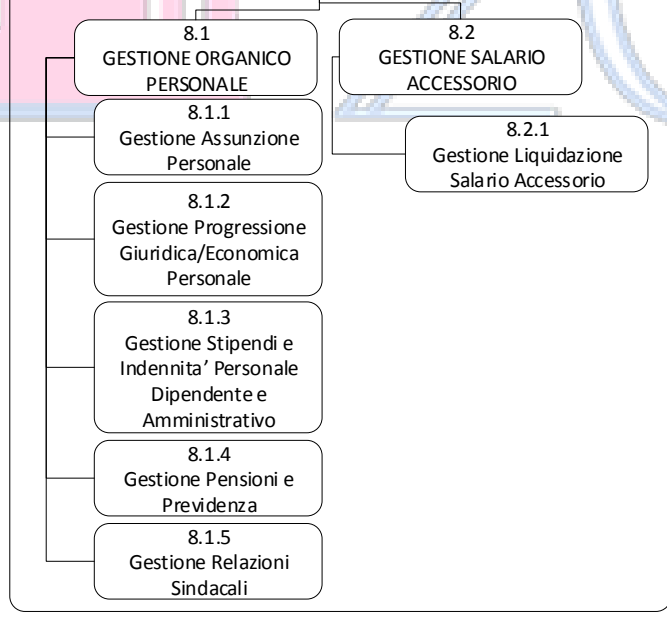 8.1
GESTIONE ORGANICO
PERSONALE
8.1.1
Gestione Assunzione
Personale
8.1.2
Gestione Progressione
Giuridica/Economica
Personale
8.1.3
Gestione Stipendi e
Indennita’ Personale
Dipendente e
Amministrativo
8.1.4
Gestione Pensioni e
Previdenza
8.1.5
Gestione Relazioni
Sindacali
8.2
GESTIONE SALARIO
ACCESSORIO
8.2.1
Gestione Liquidazione
Salario Accessorio